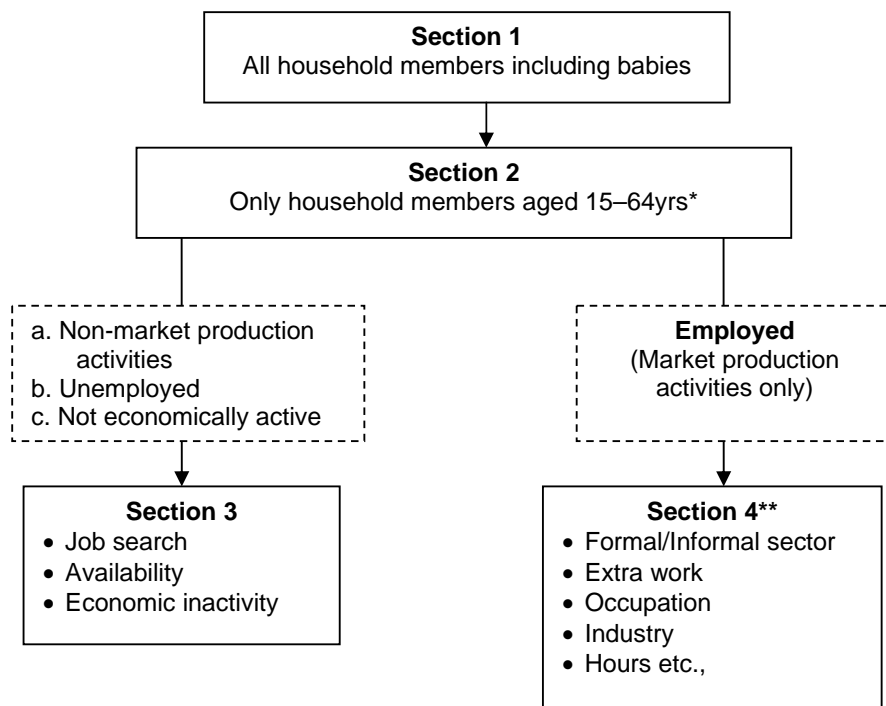 Section 1
All household members including babies
Section 2
Only household members aged 15–64yrs*
a. Non-market production
activities
b. Unemployed
c. Not economically active
Employed
(Market production
activities only)
Section 3
• Job search
• Availability
• Economic inactivity
Section 4**
• Formal/Informal sector
• Extra work
• Occupation
• Industry
• Hours etc.,